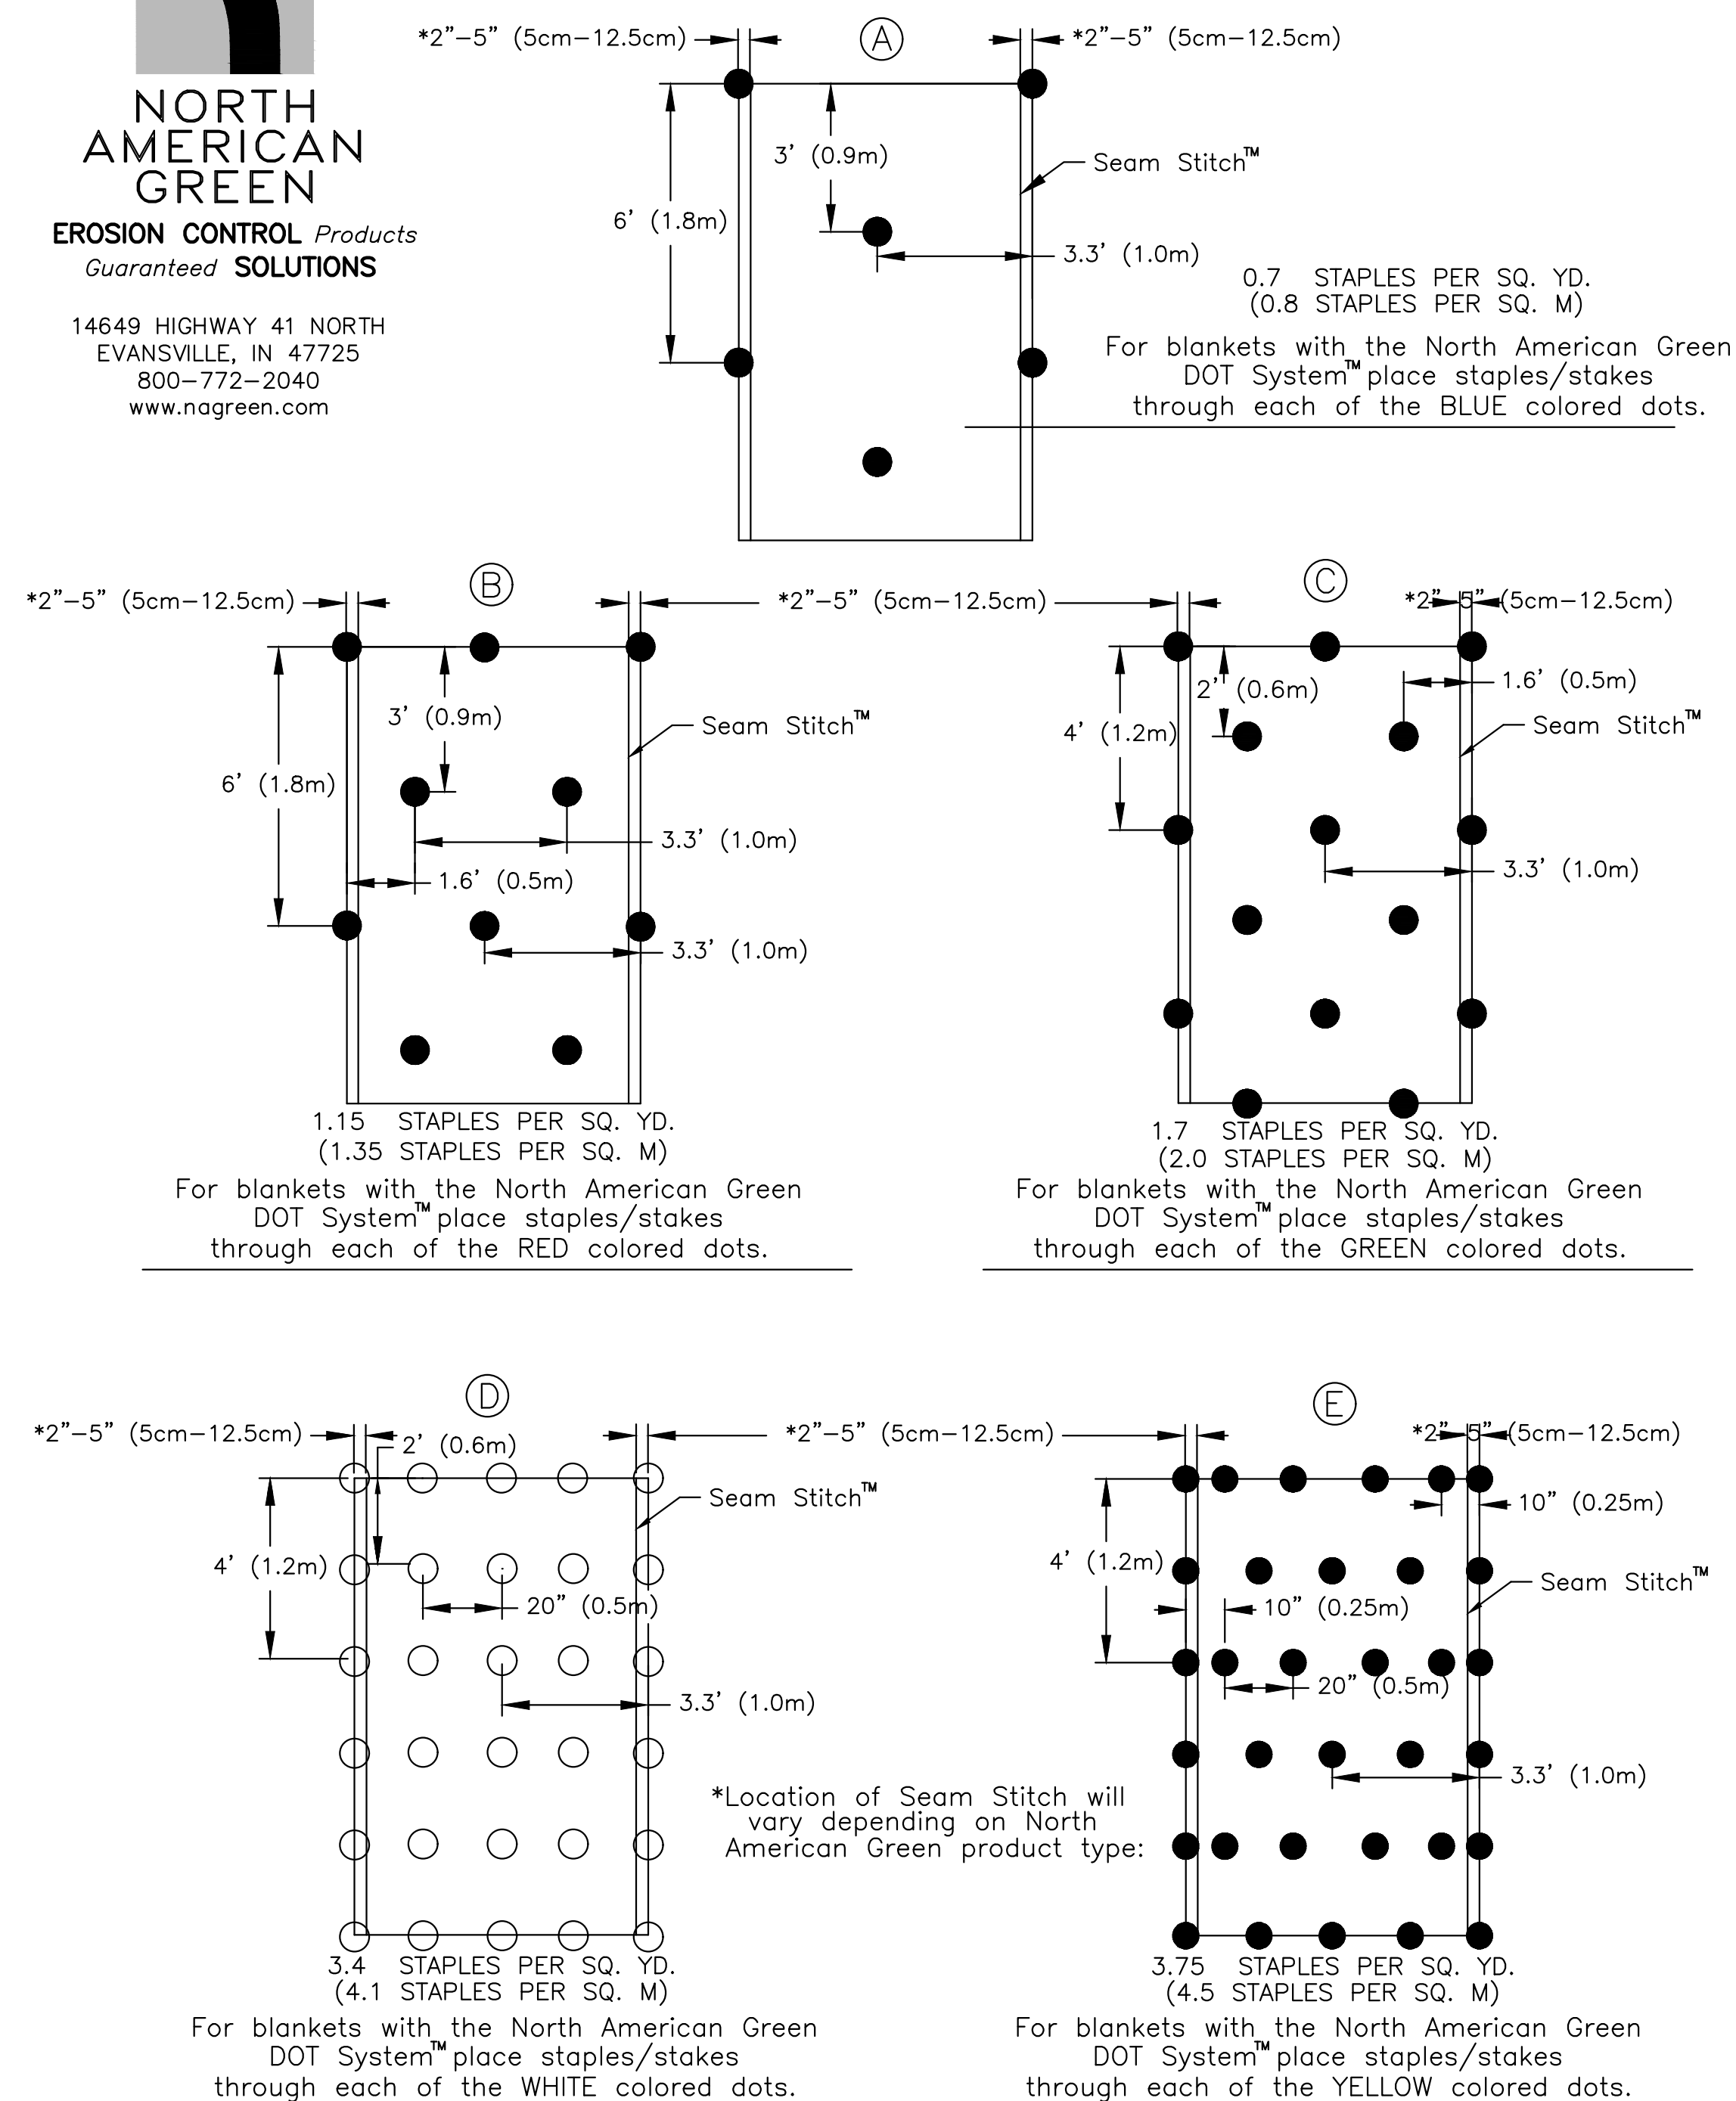 NORTH
AMERICAN
GREEN
EROSION CONTROL Products
Guaranteed SOLUTIONS
14649 HIGHWAY 41 NORTH
EVANSVILLE, IN 47725
800-772-2040
www.nagreen.com
*2"-5" (5cm-12.5cm)
A
*2"-5" (5cm-12.5cm)
3' (0.9m)
Seam Stitch™
6' (1.8m)
3.3' (1.0m)
0.7 STAPLES PER SQ. YD.
(0.8 STAPLES PER SQ. M)
For blankets with the North American Green
DOT System™ place staples/stakes
through each of the BLUE colored dots.
*2"-5" (5cm-12.5cm)
B
*2"-5" (5cm-12.5cm)
3' (0.9m)
Seam Stitch™
6' (1.8m)
3.3' (1.0m)
1.6' (0.5m)
3.3' (1.0m)
1.15 STAPLES PER SQ. YD.
(1.35 STAPLES PER SQ. M)
For blankets with the North American Green
DOT System™ place staples/stakes
through each of the RED colored dots.
C
*2"-5" (5cm-12.5cm)
2' (0.6m)
1.6' (0.5m)
4' (1.2m)
Seam Stitch™
3.3' (1.0m)
1.7 STAPLES PER SQ. YD.
(2.0 STAPLES PER SQ. M)
For blankets with the North American Green
DOT System™ place staples/stakes
through each of the GREEN colored dots.
*2"-5" (5cm-12.5cm)
D
*2"-5" (5cm-12.5cm)
2' (0.6m)
Seam Stitch™
4' (1.2m)
20" (0.5m)
3.3' (1.0m)
3.4 STAPLES PER SQ. YD.
(4.1 STAPLES PER SQ. M)
For blankets with the North American Green
DOT System™ place staples/stakes
through each of the WHITE colored dots.
*Location of Seam Stitch will
vary depending on North
American Green product type:
E
*2"-5" (5cm-12.5cm)
10" (0.25m)
4' (1.2m)
Seam Stitch™
10" (0.25m)
20" (0.5m)
3.3' (1.0m)
3.75 STAPLES PER SQ. YD.
(4.5 STAPLES PER SQ. M)
For blankets with the North American Green
DOT System™ place staples/stakes
through each of the YELLOW colored dots.